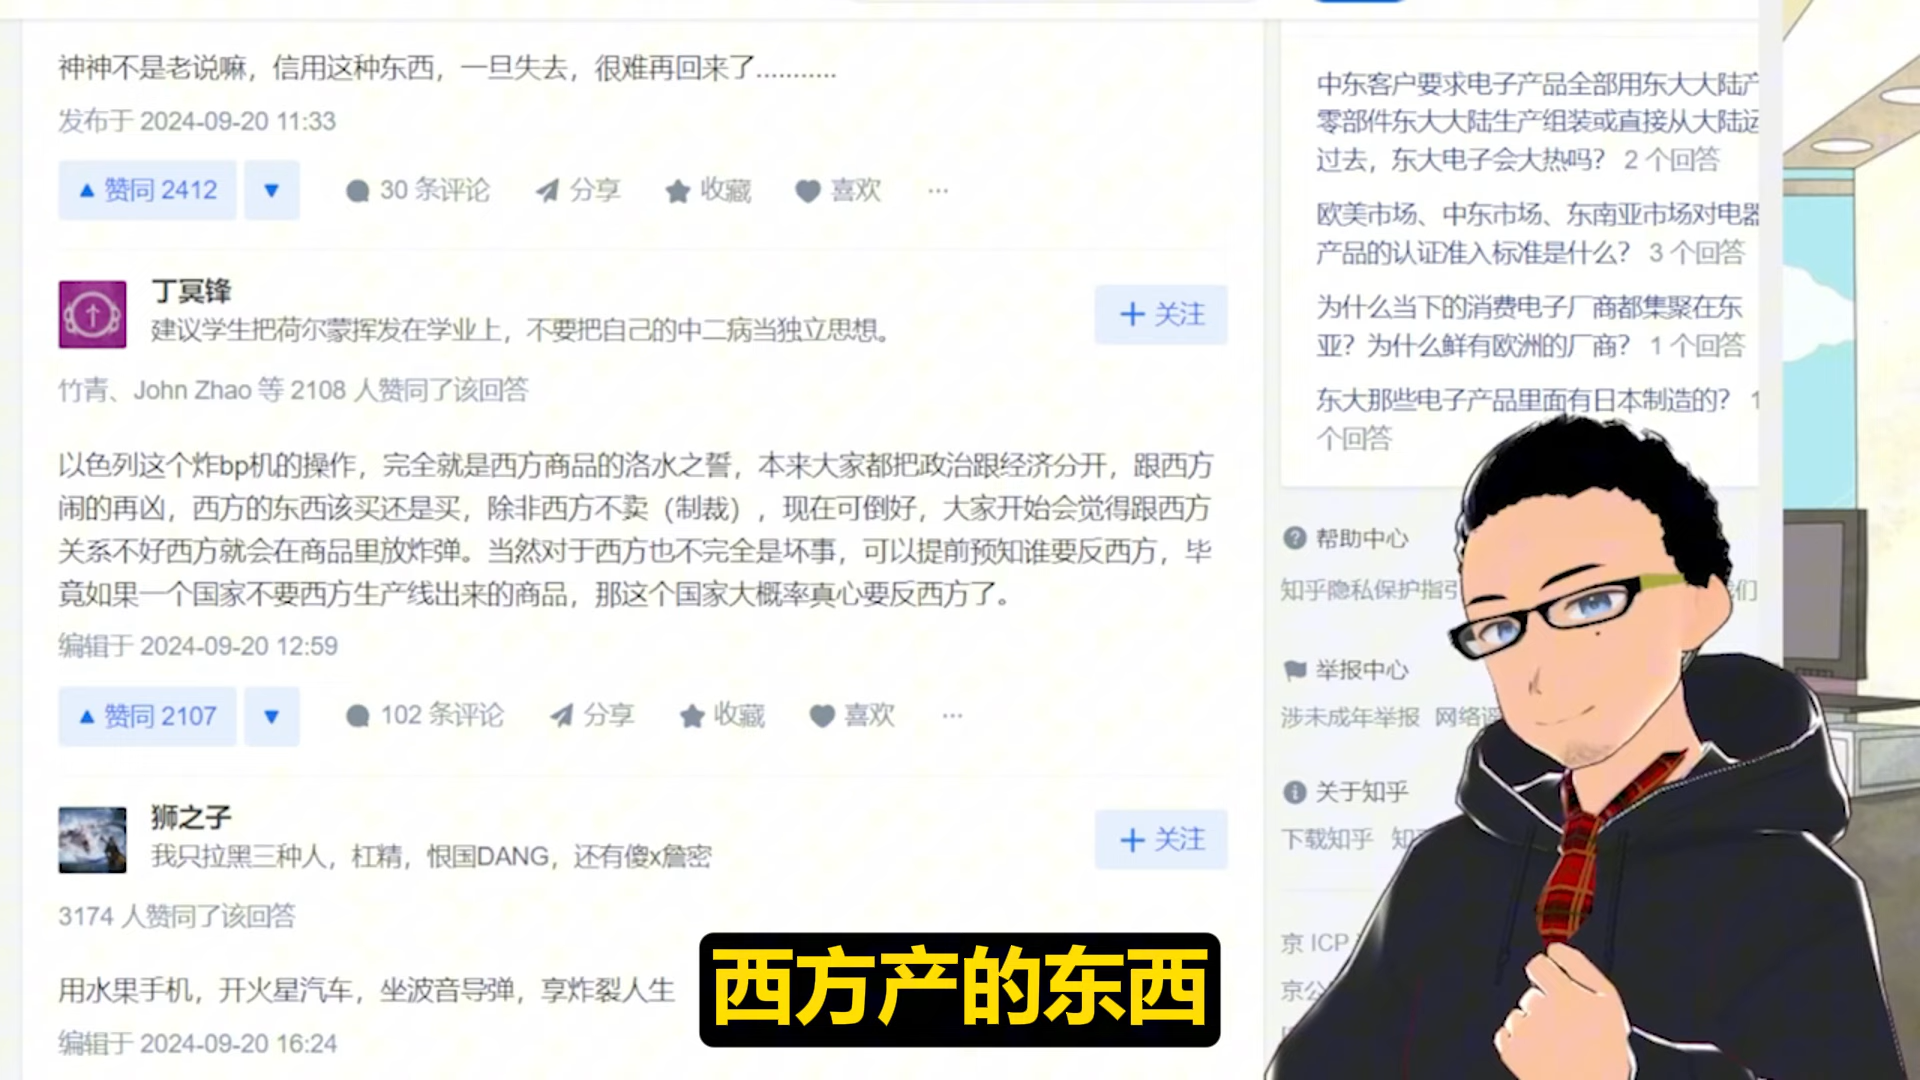 神神不是老说嘛，信用这种东西，一旦失去，很难再回来了...........
发布于 2024-09-20 11:33
赞同 2412
30 条评论
分享
收藏
喜欢
丁冥锋
建议学生把荷尔蒙挥发在学业上，不要把自己的中二病当独立思想。
关注
竹青、John Zhao 等 2108 人赞同了该回答
以色列这个炸bp机的操作，完全就是西方商品的洛水之誓，本来大家都把政治跟经济分开，跟西方
闹的再凶，西方的东西该买还是买，除非西方不卖（制裁），现在可倒好，大家开始会觉得跟西方
关系不好西方就会在商品里放炸弹。当然对于西方也不完全是坏事，可以提前预知谁要反西方，毕
竟如果一个国家不要西方生产线出来的商品，那这个国家大概率真心要反西方了。
编辑于 2024-09-20 12:59
赞同 2107
102 条评论
分享
收藏
喜欢
狮之子
我只拉黑三种人，杠精，恨国DANG，还有傻x詹密
关注
3174 人赞同了该回答
用水果手机，开火星汽车，坐波音导弹，享炸裂人生
编辑于 2024-09-20 16:24
西方产的东西
中东客户要求电子产品全部用东大大陆产
零部件东大大陆生产组装或直接从大陆运
过去，东大电子会大热吗？ 2 个回答
欧美市场、中东市场、东南亚市场对电器
产品的认证准入标准是什么？ 3 个回答
为什么当下的消费电子厂商都集聚在东
亚？为什么鲜有欧洲的厂商？ 1 个回答
东大那些电子产品里面有日本制造的？ 1
个回答
帮助中心
知乎隐私保护指引
们
举报中心
涉未成年举报 网络谣
关于知乎
下载知乎 知
京 ICP
京公